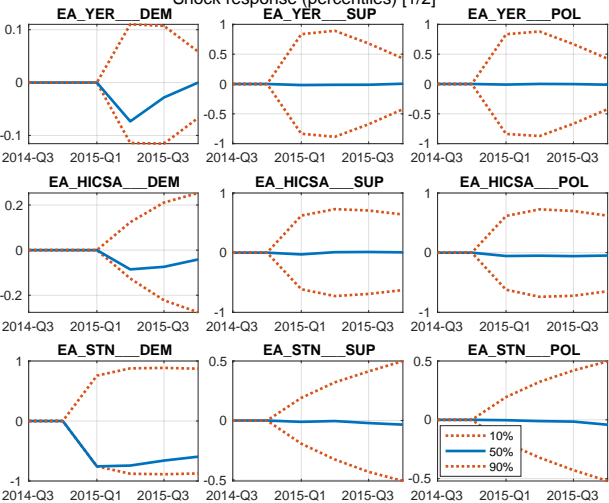 Shock response (percentiles) [1/2]
EA_YER___DEM EA_YER___SUP EA_YER___POL
0.1 1 1
0.5 0.5
0 0 0
-0.5 -0.5
-0.1 -1 -1
2014-Q3 2015-Q1 2015-Q3 2014-Q3 2015-Q1 2015-Q3 2014-Q3 2015-Q1 2015-Q3
EA_HICSA___DEM EA_HICSA___SUP EA_HICSA___POL
0.2 1 1
0 0 0
-0.2 -1 -1
2014-Q3 2015-Q1 2015-Q3 2014-Q3 2015-Q1 2015-Q3 2014-Q3 2015-Q1 2015-Q3
EA_STN___DEM EA_STN___SUP EA_STN___POL
1 0.5 0.5
0 0 0
10%
50%
90%
-1 -0.5 -0.5
2014-Q3 2015-Q1 2015-Q3 2014-Q3 2015-Q1 2015-Q3 2014-Q3 2015-Q1 2015-Q3